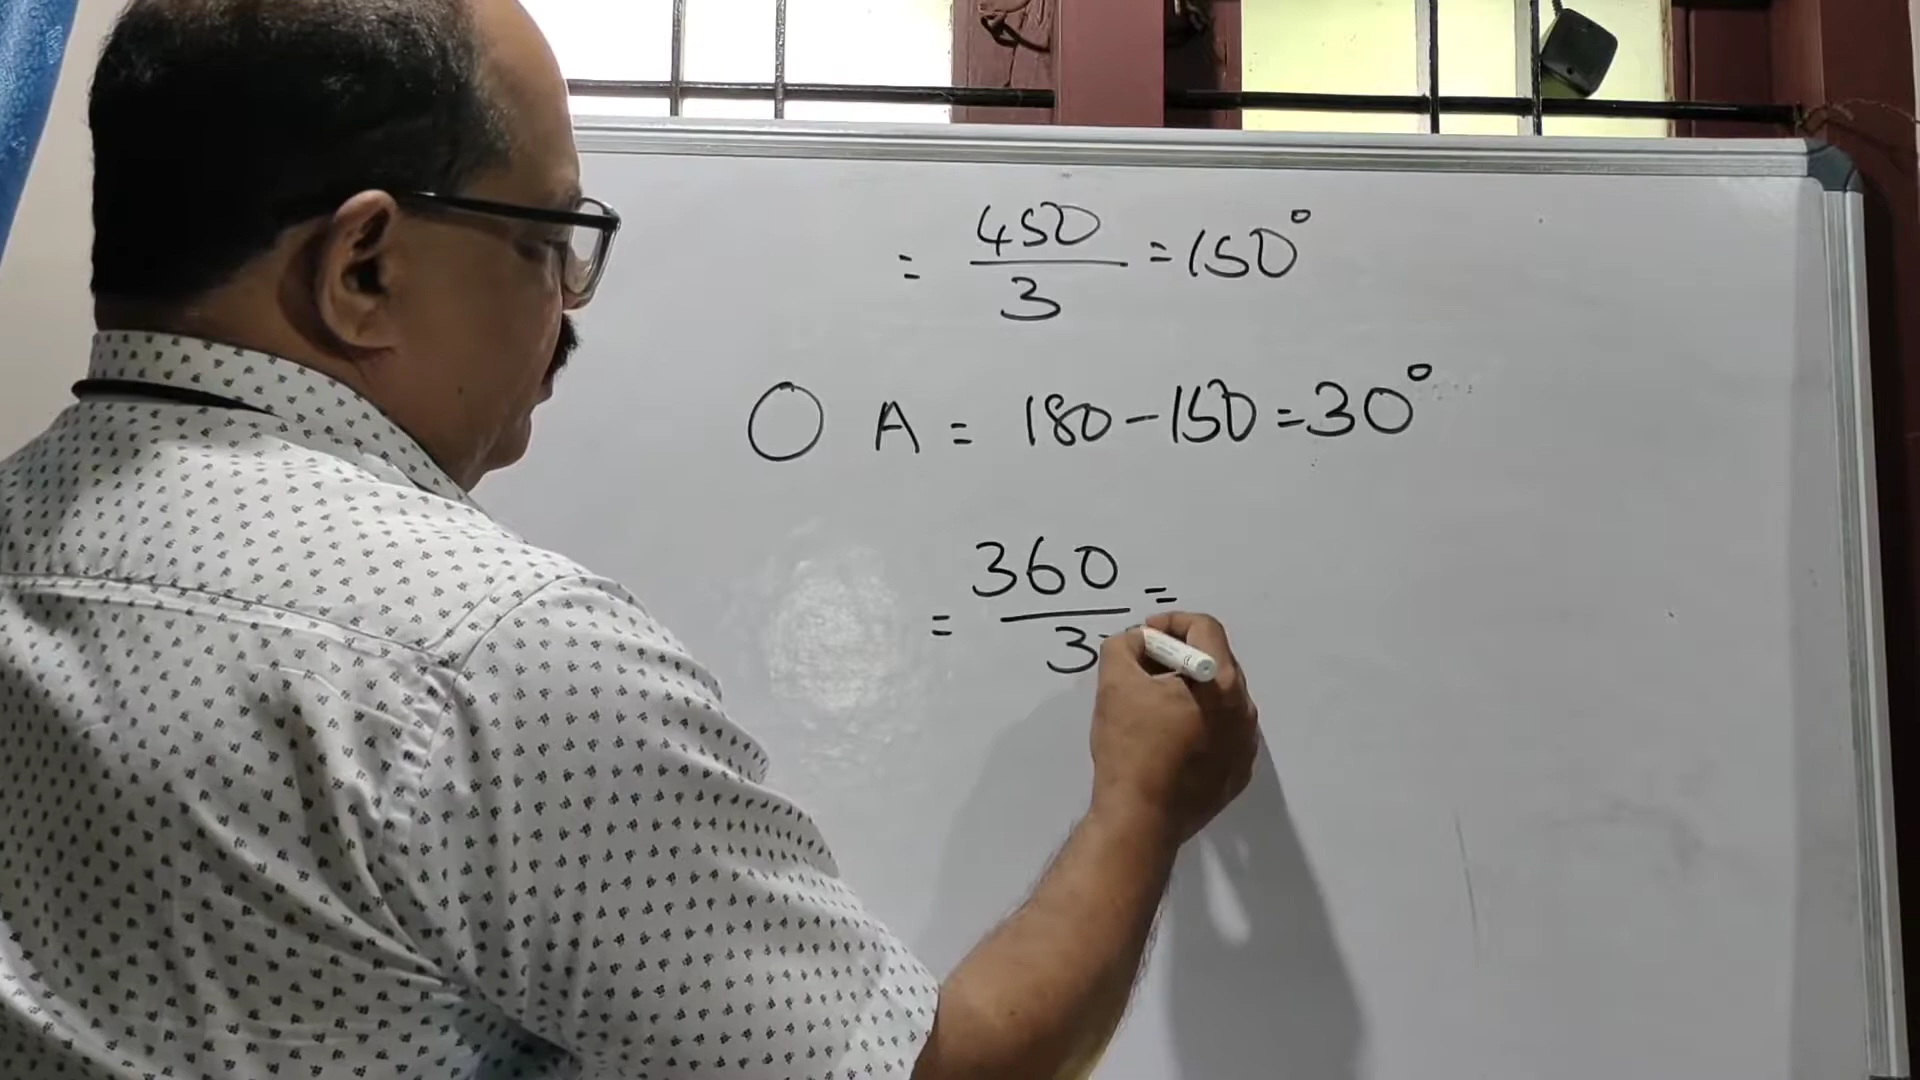 = 450/3 = 150°
O A = 180 - 150 = 30°
= 360/3 =